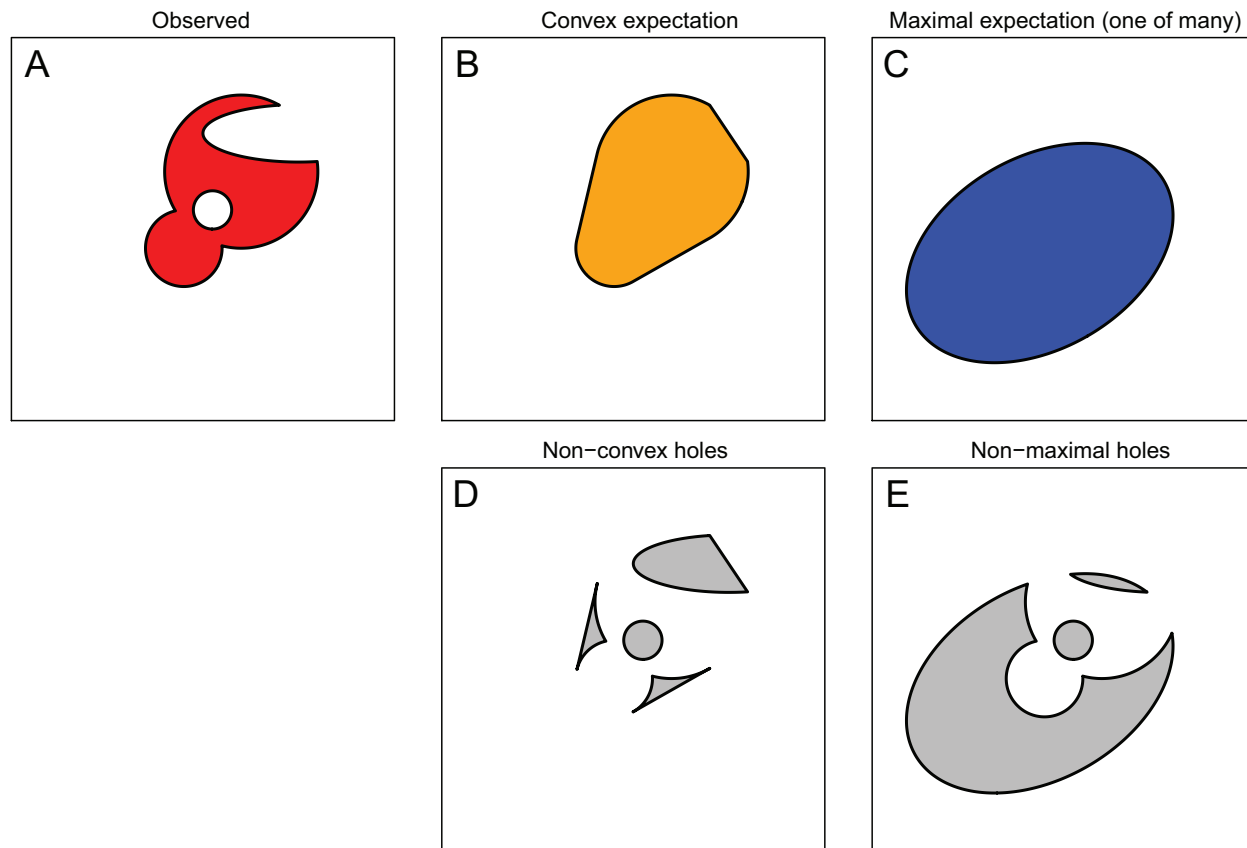 Observed
Convex expectation
Maximal expectation (one of many)
A
B
C
Non−convex holes
Non−maximal holes
D
E